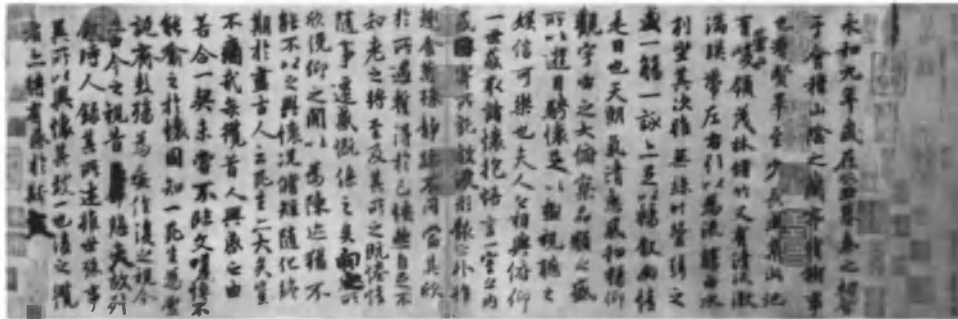 永和九年歲在癸丑暮春之初會
于會稽山陰之蘭亭脩禊事
也羣賢畢至少長咸集此地
有崇山峻領茂林脩竹又有清流激
湍暎帶左右引以為流觴曲水
列坐其次雖無絲竹管弦之
盛一觴一詠亦足以暢敘幽情
是日也天朗氣清惠風和暢仰
觀宇宙之大俯察品類之盛
所以遊目騁懷足以極視聽之
娛信可樂也夫人之相與俯仰
一世或取諸懷抱悟言一室之內
或因寄所託放浪形骸之外雖
趣舍萬殊靜躁不同當其欣
於所遇暫得於己怏然自足不
知老之將至及其所之既惓情
隨事遷感慨係之矣向之所
欣俛仰之閒以為陳迹猶不
能不以之興懷況脩短隨化終
期於盡古人云死生亦大矣豈
不痛哉每攬昔人興感之由
若合一契未嘗不臨文嗟悼不
能喻之於懷固知一死生為虛
誕齊彭殤為妄作後之視今
亦由今之視昔悲夫故列
敘時人錄其所述雖世殊事
異所以興懷其致一也後之攬
者亦將有感於斯文